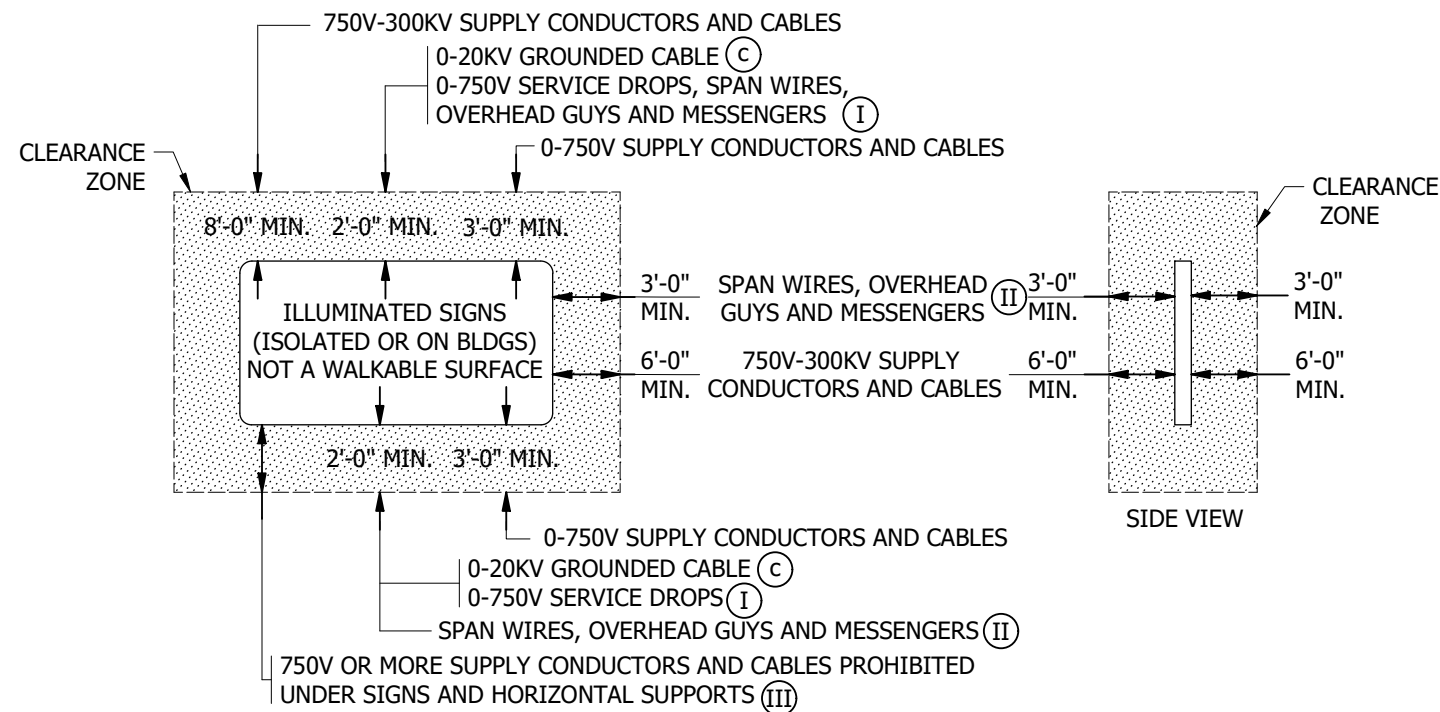 750V-300KV SUPPLY CONDUCTORS AND CABLES
0-20KV GROUNDED CABLE C
0-750V SERVICE DROPS, SPAN WIRES,
OVERHEAD GUYS AND MESSENGERS I
0-750V SUPPLY CONDUCTORS AND CABLES
CLEARANCE
ZONE
CLEARANCE
ZONE
8'-0" MIN. 2'-0" MIN. 3'-0" MIN.
ILLUMINATED SIGNS
(ISOLATED OR ON BLDGS)
NOT A WALKABLE SURFACE
3'-0"
MIN.
SPAN WIRES, OVERHEAD
GUYS AND MESSENGERS II
3'-0"
MIN.
3'-0"
MIN.
6'-0"
MIN.
750V-300KV SUPPLY
CONDUCTORS AND CABLES
6'-0"
MIN.
6'-0"
MIN.
2'-0" MIN. 3'-0" MIN.
SIDE VIEW
0-750V SUPPLY CONDUCTORS AND CABLES
0-20KV GROUNDED CABLE C
0-750V SERVICE DROPS I
SPAN WIRES, OVERHEAD GUYS AND MESSENGERS II
750V OR MORE SUPPLY CONDUCTORS AND CABLES PROHIBITED
UNDER SIGNS AND HORIZONTAL SUPPORTS III